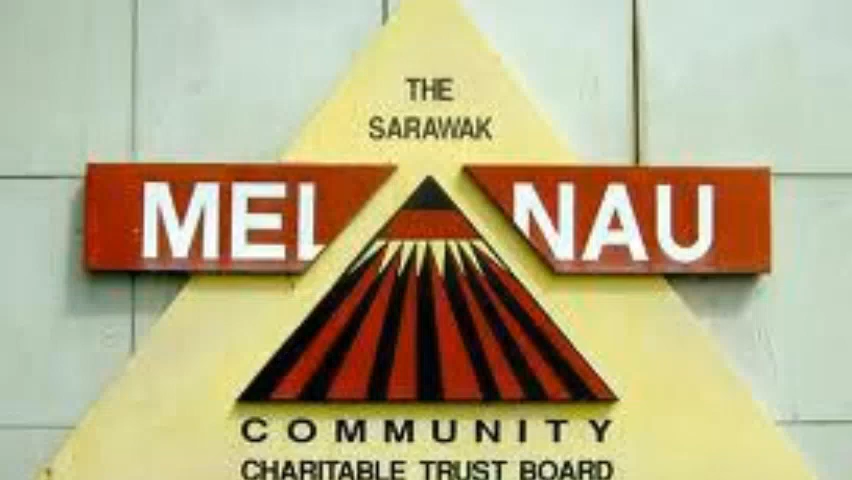 THE
SARAWAK
MEL NAU
COMMUNITY
CHARITABLE TRUST BOARD